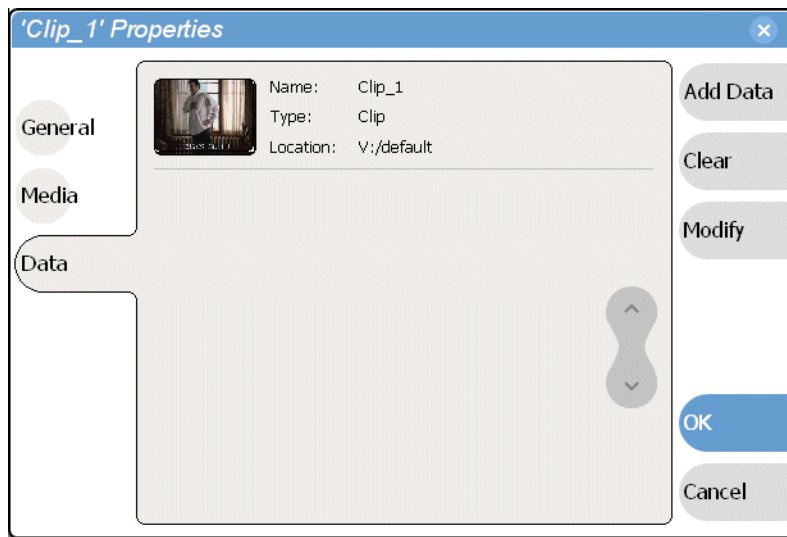 'Clip_1' Properties
General
Media
Data
Name: Clip_1
Type: Clip
Location: V:/default
Add Data
Clear
Modify
OK
Cancel